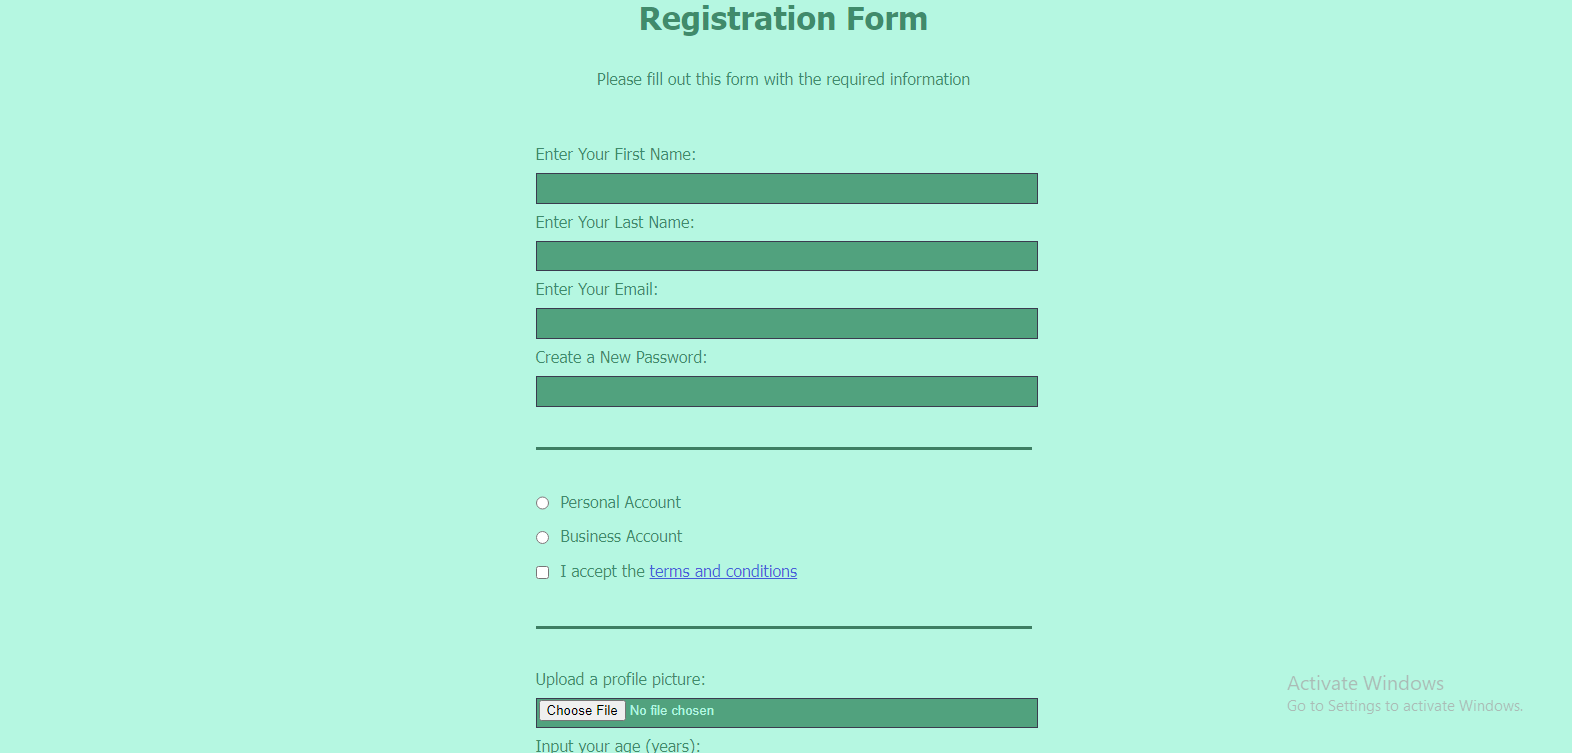 Registration Form
Please fill out this form with the required information
Enter Your First Name:
Enter Your Last Name:
Enter Your Email:
Create a New Password:
Personal Account
Business Account
I accept the terms and conditions
Upload a profile picture:
Choose File No file chosen
Input your age (years):
Activate Windows
Go to Settings to activate Windows.